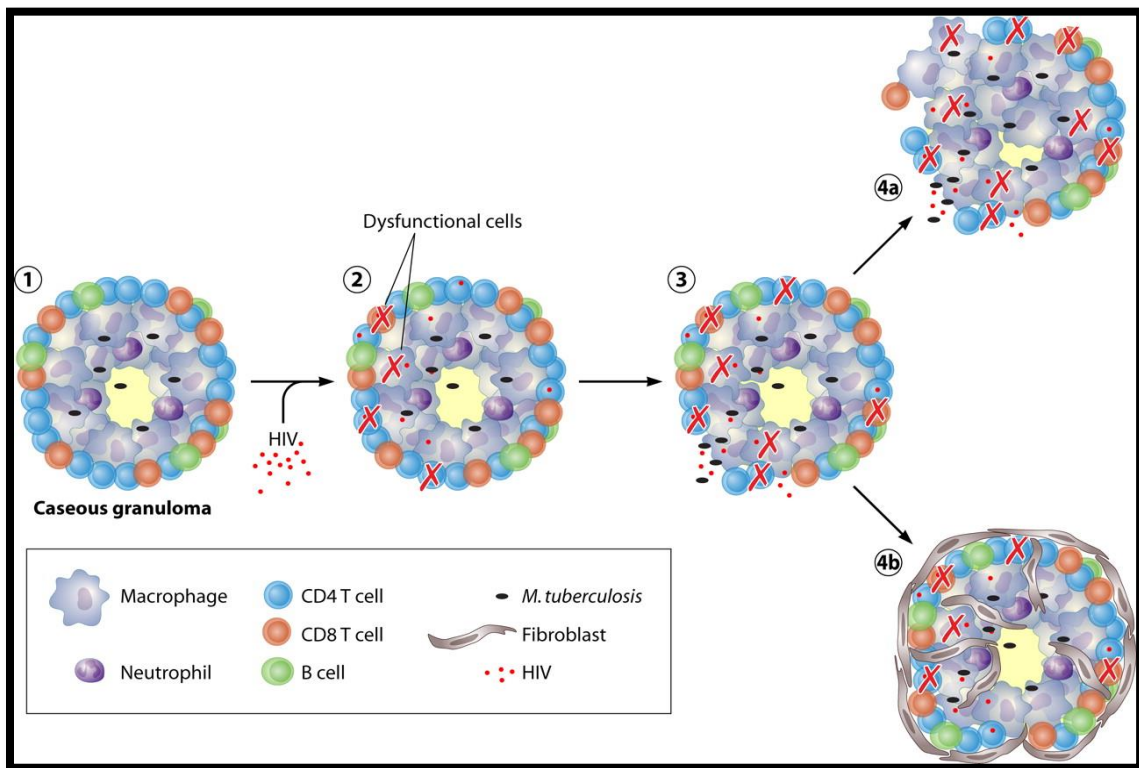 4a
Dysfunctional cells
1
2
3
HIV
Caseous granuloma
4b
Macrophage
CD4 T cell
M. tuberculosis
CD8 T cell
Fibroblast
Neutrophil
B cell
HIV